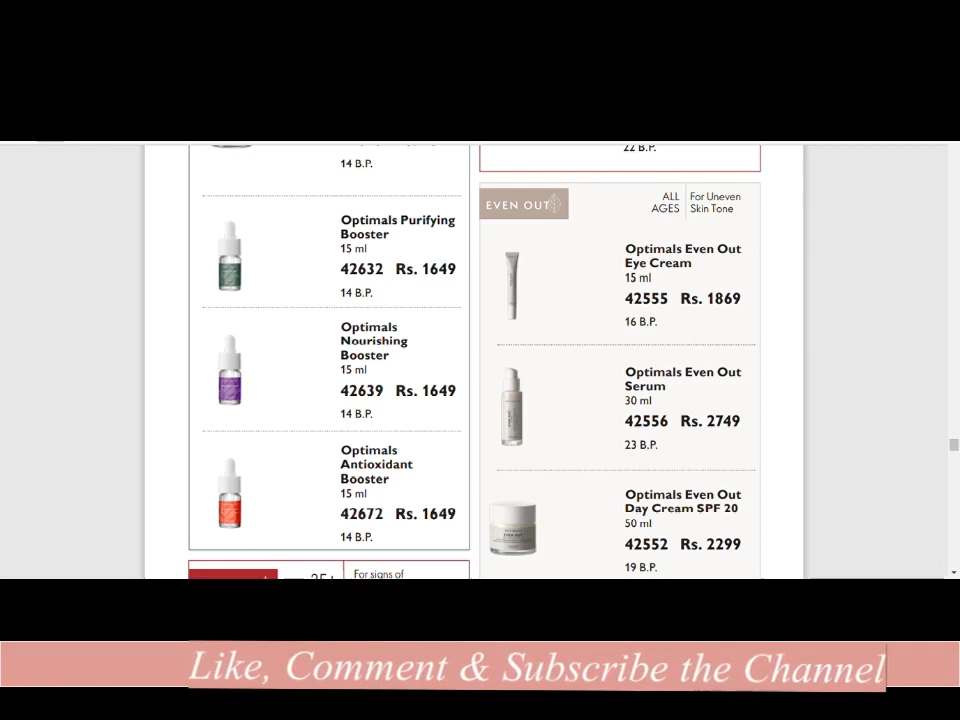 14 B.P.
Optimals Purifying
Booster
15 ml
42632 Rs. 1649
14 B.P.
Optimals
Nourishing
Booster
15 ml
42639 Rs. 1649
14 B.P.
Optimals
Antioxidant
Booster
15 ml
42672 Rs. 1649
14 B.P.
For signs of
22 B.P.
EVEN OUT
ALL
AGES
For Uneven
Skin Tone
Optimals Even Out
Eye Cream
15 ml
42555 Rs. 1869
16 B.P.
Optimals Even Out
Serum
30 ml
42556 Rs. 2749
23 B.P.
Optimals Even Out
Day Cream SPF 20
50 ml
42552 Rs. 2299
19 B.P.
Like, Comment & Subscribe the Channel